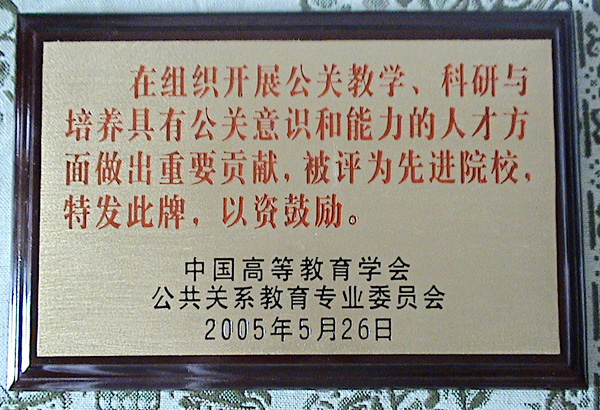 在组织开展公关教学、科研与
培养具有公关意识和能力的人才方
面做出重要贡献,被评为先进院校,
特发此牌，以资鼓励。
中国高等教育学会
公共关系教育专业委员会
2005年5月26日